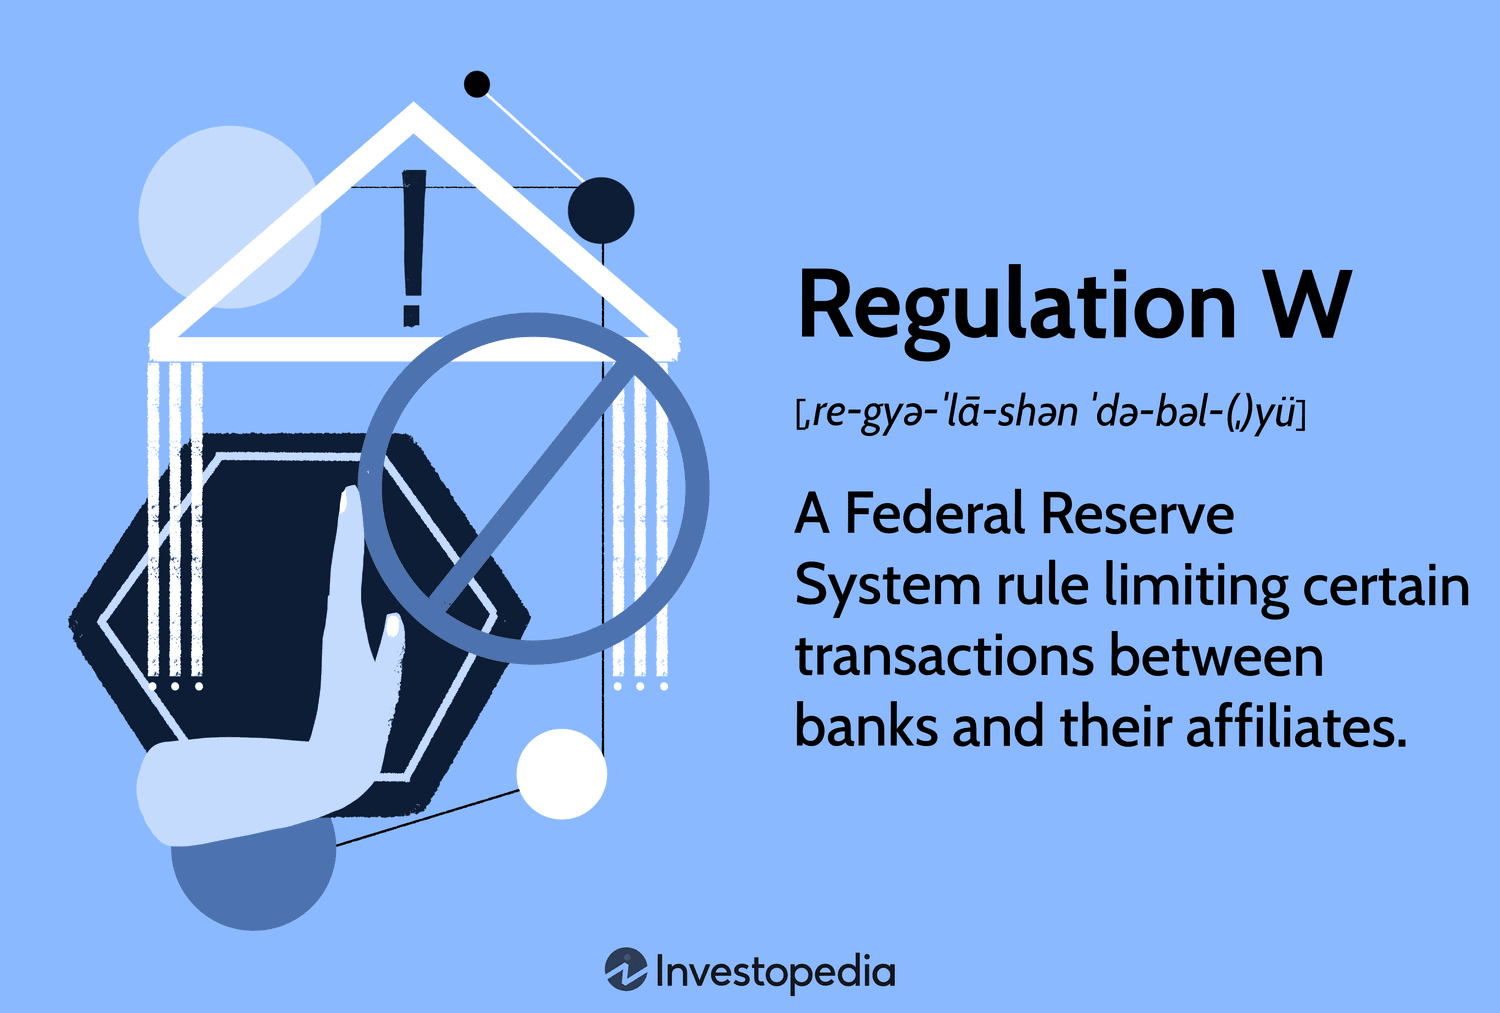 !
Regulation W
[ˌre-gyə-ˈlā-shən ˈdə-bəl-(ˌ)yü]
A Federal Reserve
System rule limiting certain
transactions between
banks and their affiliates.
Investopedia